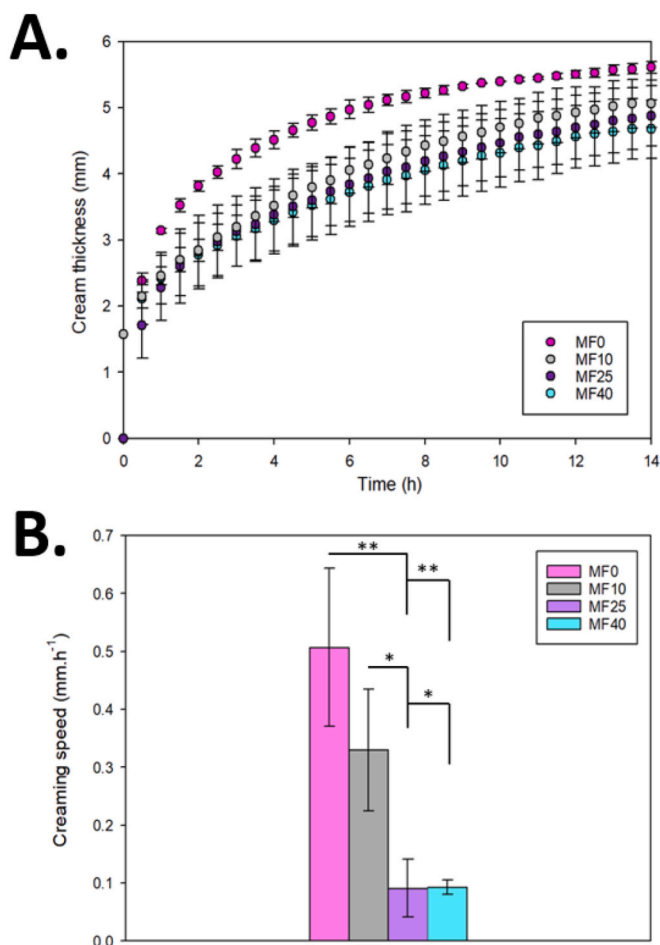 A.
6
5
4
3
2
1
0
Cream thickness (mm)
MF0
MF10
MF25
MF40
0 2 4 6 8 10 12 14
Time (h)
B.
0.7
0.6
0.5
0.4
0.3
0.2
0.1
0.0
Creaming speed (mm.h⁻¹)
**
**
*
*
MF0
MF10
MF25
MF40